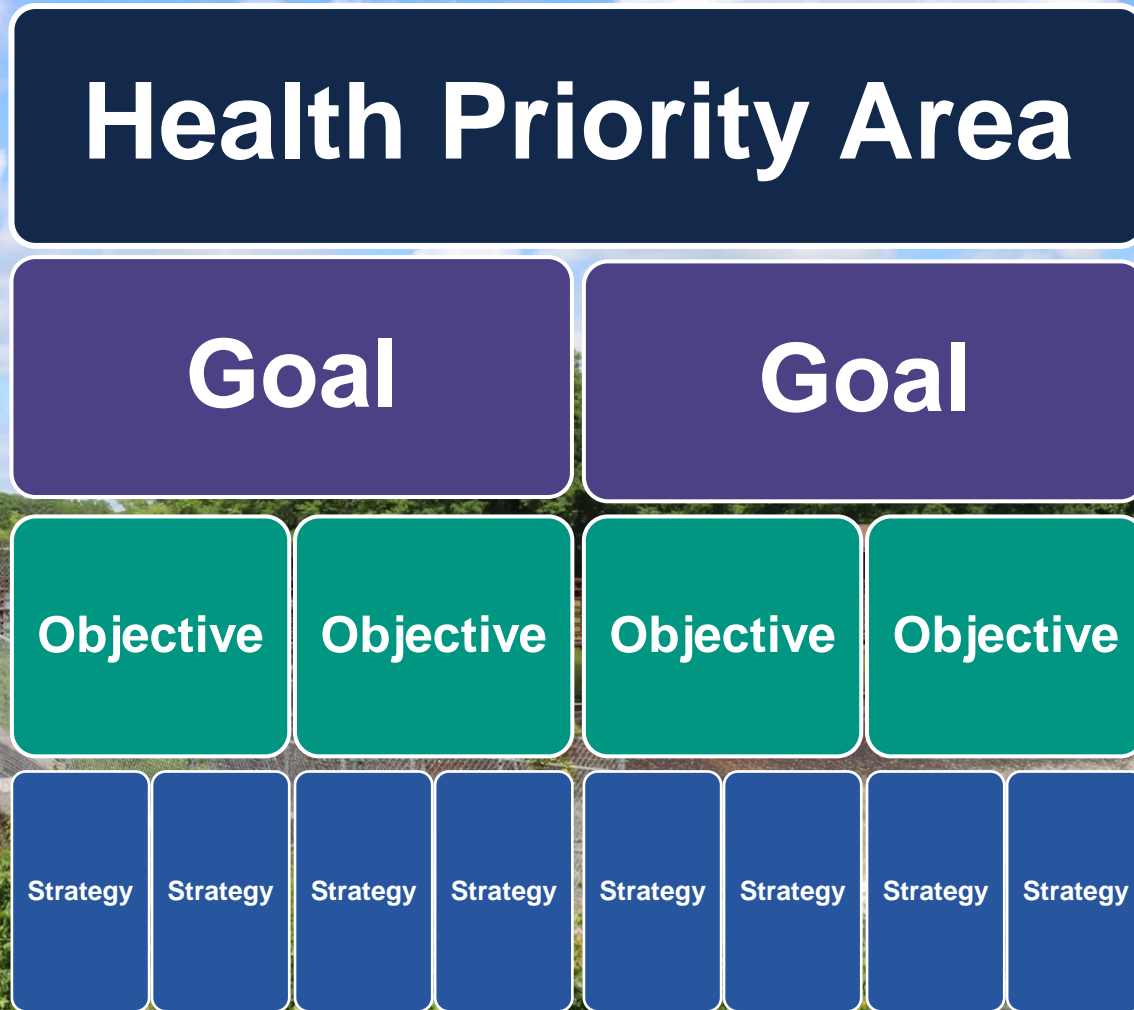 Health Priority Area
Goal Goal
Objective Objective Objective Objective
Strategy Strategy Strategy Strategy Strategy Strategy Strategy Strategy